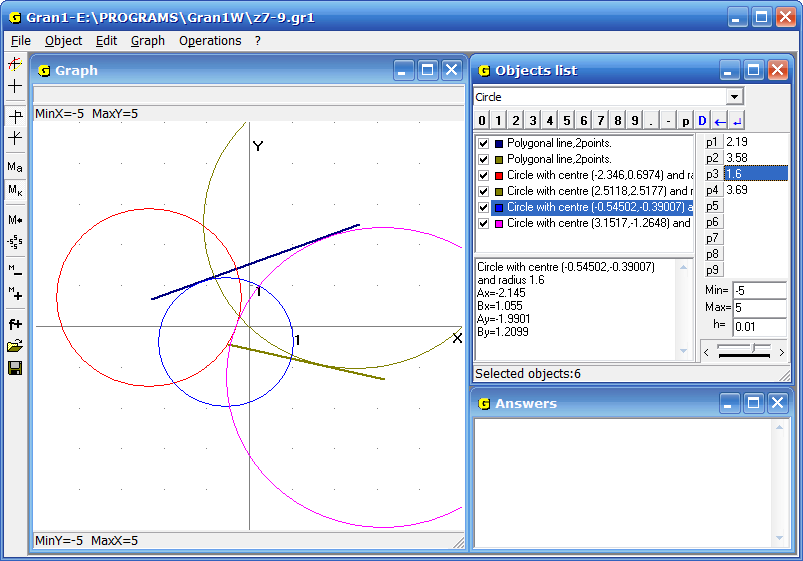 Gran1-E:\PROGRAMS\Gran1W\z7-9.gr1
File Object Edit Graph Operations ?
Graph
MinX=-5 MaxY=5
Y
1
1
X
MinY=-5 MaxX=5
Ma
Mк
M*
-555
M-
M+
f+
Objects list
Circle
0 1 2 3 4 5 6 7 8 9 . - p D ← ↵
Polygonal line,2points.
Polygonal line,2points.
Circle with centre (-2.346,0.6974) and ra
Circle with centre (2.5118,2.5177) and r
Circle with centre (-0.54502,-0.39007) a
Circle with centre (3.1517,-1.2648) and
p1 2.19
p2 3.58
p3 1.6
p4 3.69
p5
p6
p7
p8
p9
Circle with centre (-0.54502,-0.39007)
and radius 1.6
Ax=-2.145
Bx=1.055
Ay=-1.9901
By=1.2099
Min= -5
Max= 5
h= 0.01
Selected objects:6
Answers